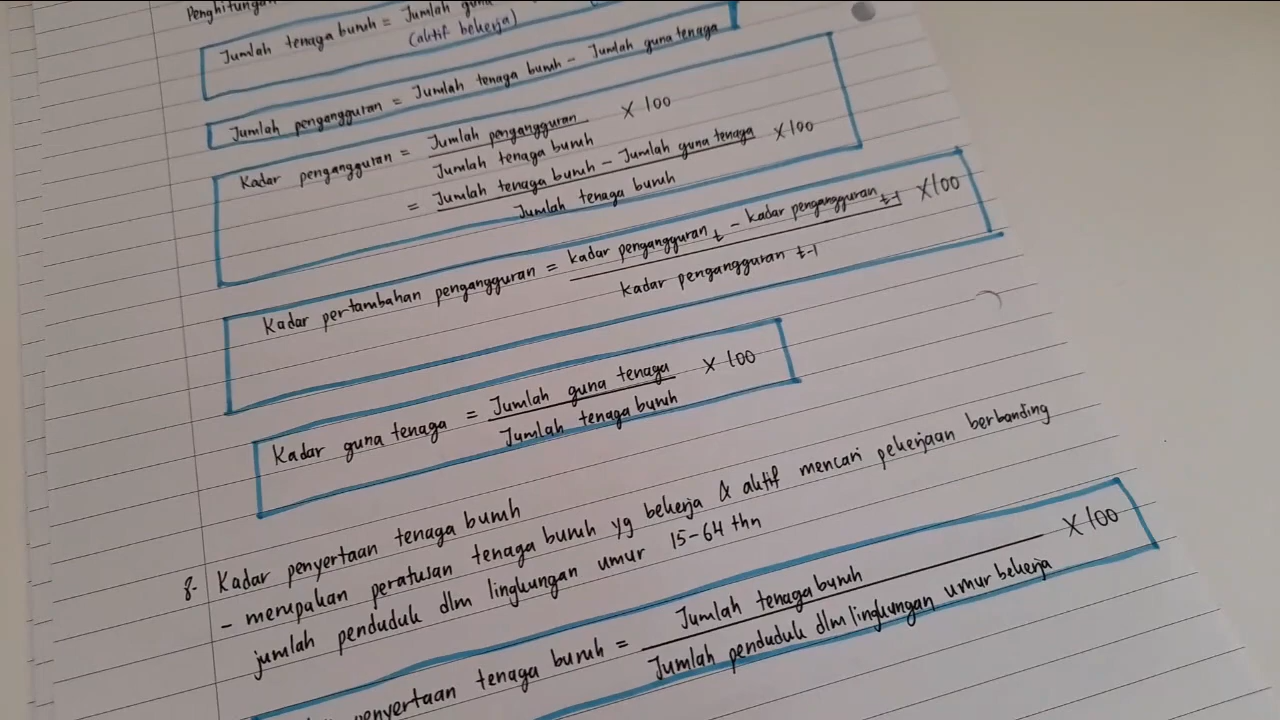 Penghitungan
Jumlah tenaga buruh = Jumlah guna
(aktif bekerja)
Jumlah pengangguran = Jumlah tenaga buruh - Jumlah guna tenaga
Kadar pengangguran = Jumlah pengangguran × 100
Jumlah tenaga buruh
= Jumlah tenaga buruh - Jumlah guna tenaga × 100
Jumlah tenaga buruh
Kadar pertambahan pengangguran = kadar pengangguran t - kadar pengangguran t-1 × 100
kadar pengangguran t-1
Kadar guna tenaga = Jumlah guna tenaga × 100
Jumlah tenaga buruh
8. Kadar penyertaan tenaga buruh
- merupakan peratusan tenaga buruh yg bekerja & aktif mencari pekerjaan berbanding
jumlah penduduk dlm lingkungan umur 15-64 thn
penyertaan tenaga buruh = Jumlah tenaga buruh × 100
Jumlah penduduk dlm lingkungan umur bekerja